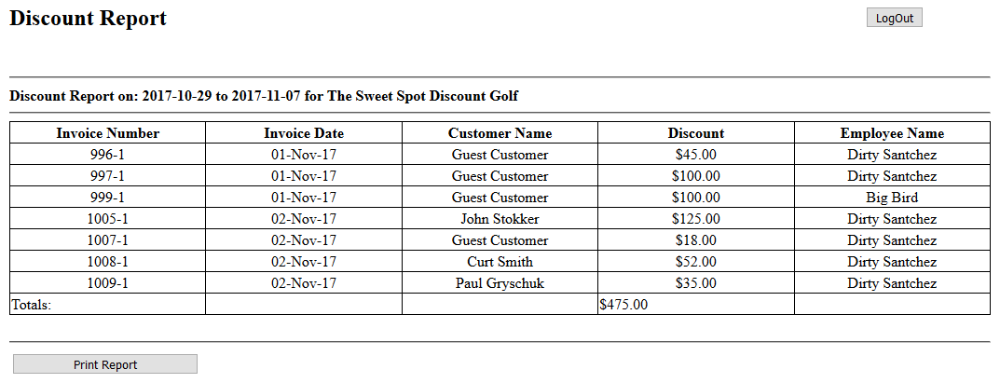 Discount Report
LogOut
Discount Report on: 2017-10-29 to 2017-11-07 for The Sweet Spot Discount Golf
Invoice Number Invoice Date Customer Name Discount Employee Name
996-1 01-Nov-17 Guest Customer $45.00 Dirty Santchez
997-1 01-Nov-17 Guest Customer $100.00 Dirty Santchez
999-1 01-Nov-17 Guest Customer $100.00 Big Bird
1005-1 02-Nov-17 John Stokker $125.00 Dirty Santchez
1007-1 02-Nov-17 Guest Customer $18.00 Dirty Santchez
1008-1 02-Nov-17 Curt Smith $52.00 Dirty Santchez
1009-1 02-Nov-17 Paul Gryschuk $35.00 Dirty Santchez
Totals: $475.00
Print Report